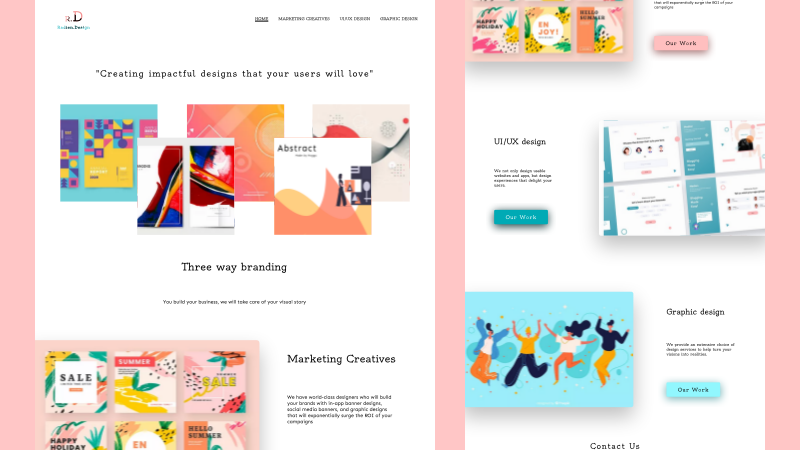 R.D
HOME MARKETING CREATIVES UI/UX DESIGN GRAPHIC DESIGN
"Creating impactful designs that your users will love"
Abstract
Three way branding
You build your business, we will take care of your visual story
SUMMER
SALE
SALE
HAPPY
HOLIDAY
EN
HELLO
SUMMER
Marketing Creatives
We have world-class designers who will build
your brands with in-app banner designs,
social media banners, and graphic designs
that will exponentially surge the ROI of your
campaigns
HAPPY
HOLIDAY
EN
JOY!
HELLO
SUMMER
that will exponentially surge the ROI of your
campaigns
Our Work
UI/UX design
We not only design usable
websites and apps, but design
experiences that delight your
users.
Our Work
Graphic design
We provide an extensive choice of
design services to help turn your
visions into realities.
Our Work
Contact Us